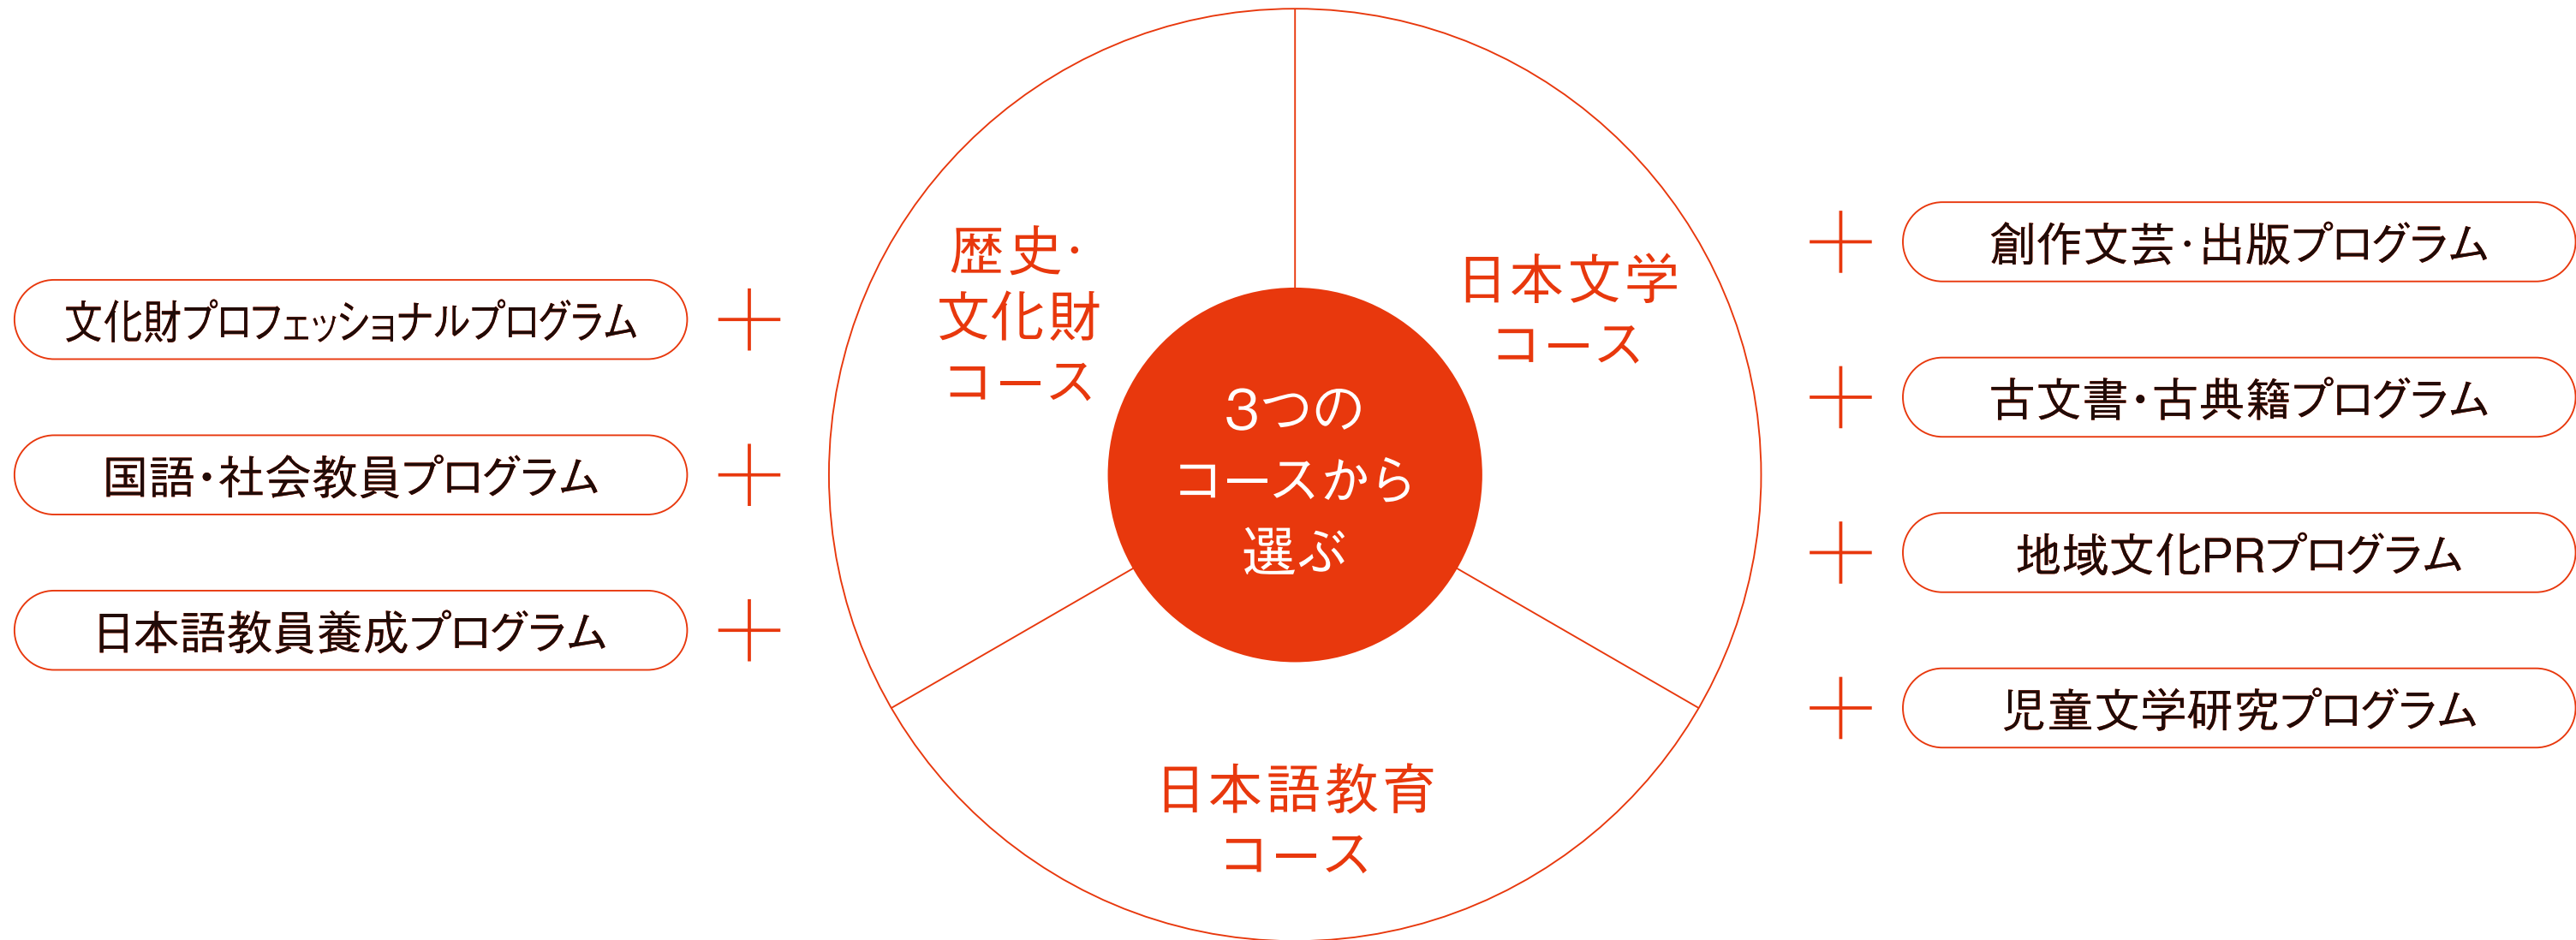 文化財プロフェッショナルプログラム
国語・社会教員プログラム
日本語教員養成プログラム
歴史・
文化財
コース
日本文学
コース
3つの
コースから
選ぶ
日本語教育
コース
創作文芸・出版プログラム
古文書・古典籍プログラム
地域文化PRプログラム
児童文学研究プログラム